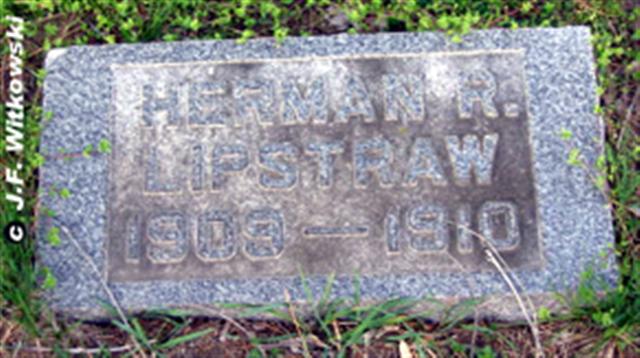 HERMAN R.
LIPSTRAW
1909 — 1910
© J.F. Witkowski